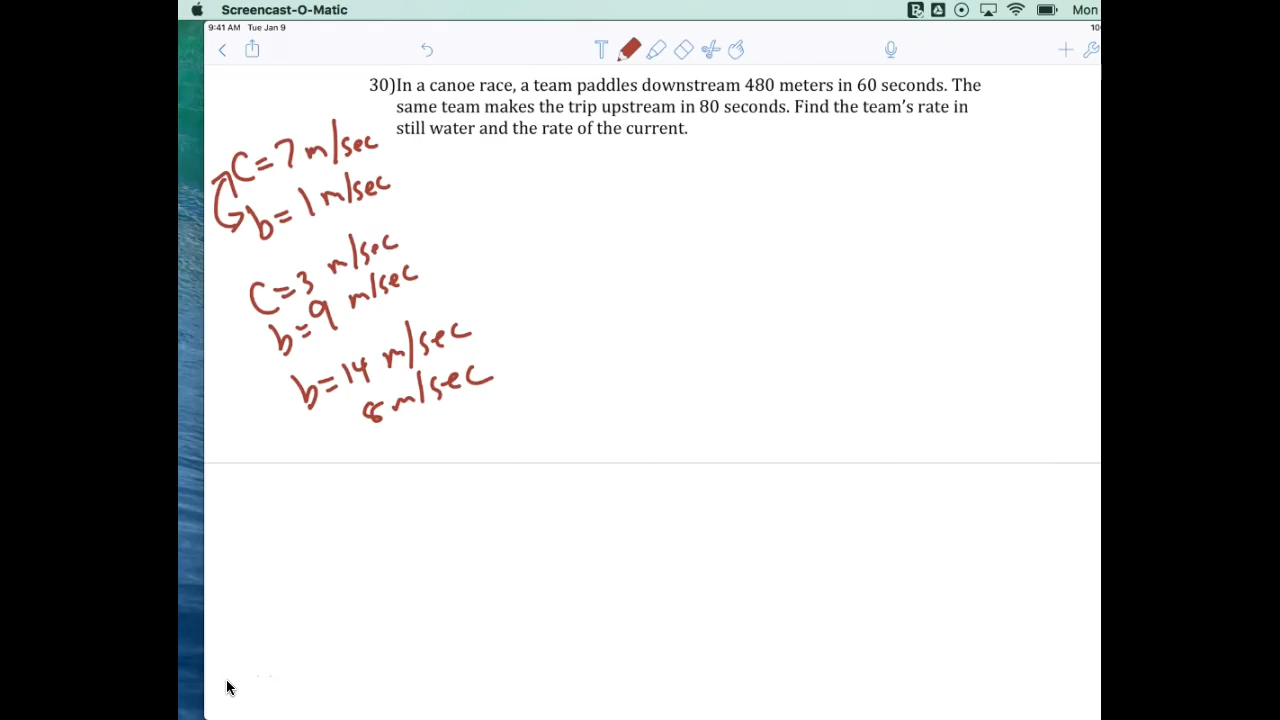 Screencast-O-Matic
Mon
9:41 AM Tue Jan 9
10
30)In a canoe race, a team paddles downstream 480 meters in 60 seconds. The
same team makes the trip upstream in 80 seconds. Find the team's rate in
still water and the rate of the current.
C=7 m/sec
b=1 m/sec
C=3 m/sec
b=9 m/sec
b=14 m/sec
8 m/sec